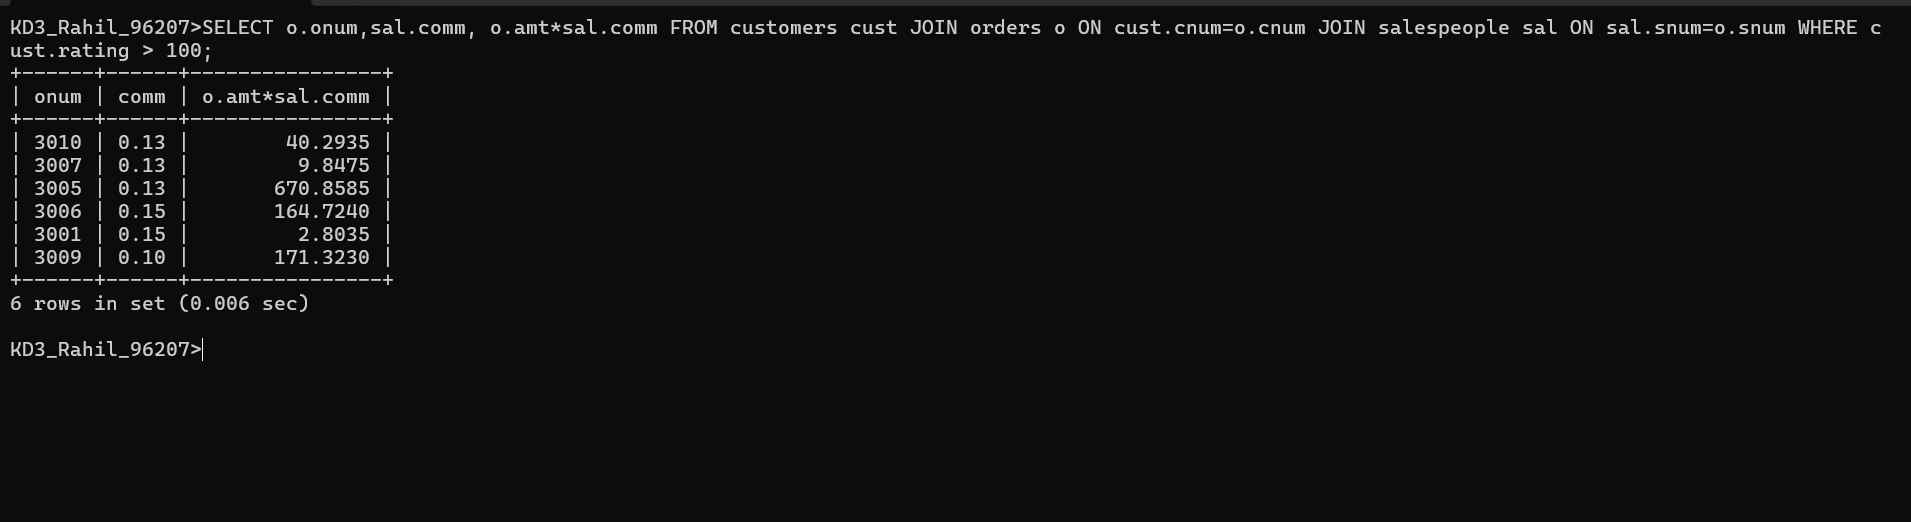 KD3_Rahil_96207>SELECT o.onum,sal.comm, o.amt*sal.comm FROM customers cust JOIN orders o ON cust.cnum=o.cnum JOIN salespeople sal ON sal.snum=o.snum WHERE c
ust.rating > 100;
+------+------+----------------+
| onum | comm | o.amt*sal.comm |
+------+------+----------------+
| 3010 | 0.13 |        40.2935 |
| 3007 | 0.13 |         9.8475 |
| 3005 | 0.13 |       670.8585 |
| 3006 | 0.15 |       164.7240 |
| 3001 | 0.15 |         2.8035 |
| 3009 | 0.10 |       171.3230 |
+------+------+----------------+
6 rows in set (0.006 sec)
KD3_Rahil_96207>